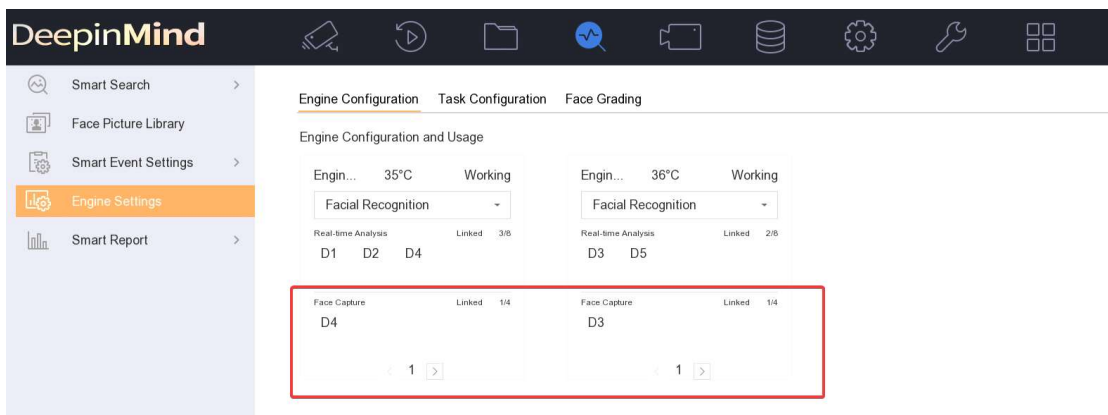 DeepinMind
Smart Search
Face Picture Library
Smart Event Settings
Engine Settings
Smart Report
Engine Configuration Task Configuration Face Grading
Engine Configuration and Usage
Engin... 35°C Working
Facial Recognition
Real-time Analysis Linked 3/8
D1 D2 D4
Face Capture Linked 1/4
D4
1
Engin... 36°C Working
Facial Recognition
Real-time Analysis Linked 2/8
D3 D5
Face Capture Linked 1/4
D3
1